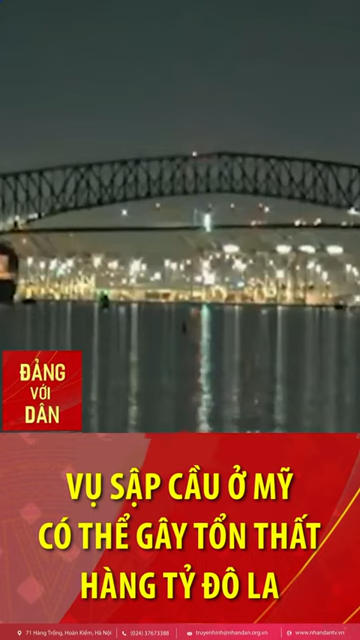 ĐẢNG
VỚI
DÂN
VỤ SẬP CẦU Ở MỸ
CÓ THỂ GÂY TỔN THẤT
HÀNG TỶ ĐÔ LA
71 Hàng Trống, Hoàn Kiếm, Hà Nội
(024) 37673388
truyenhinh@nhandan.org.vn
www.nhandantv.vn